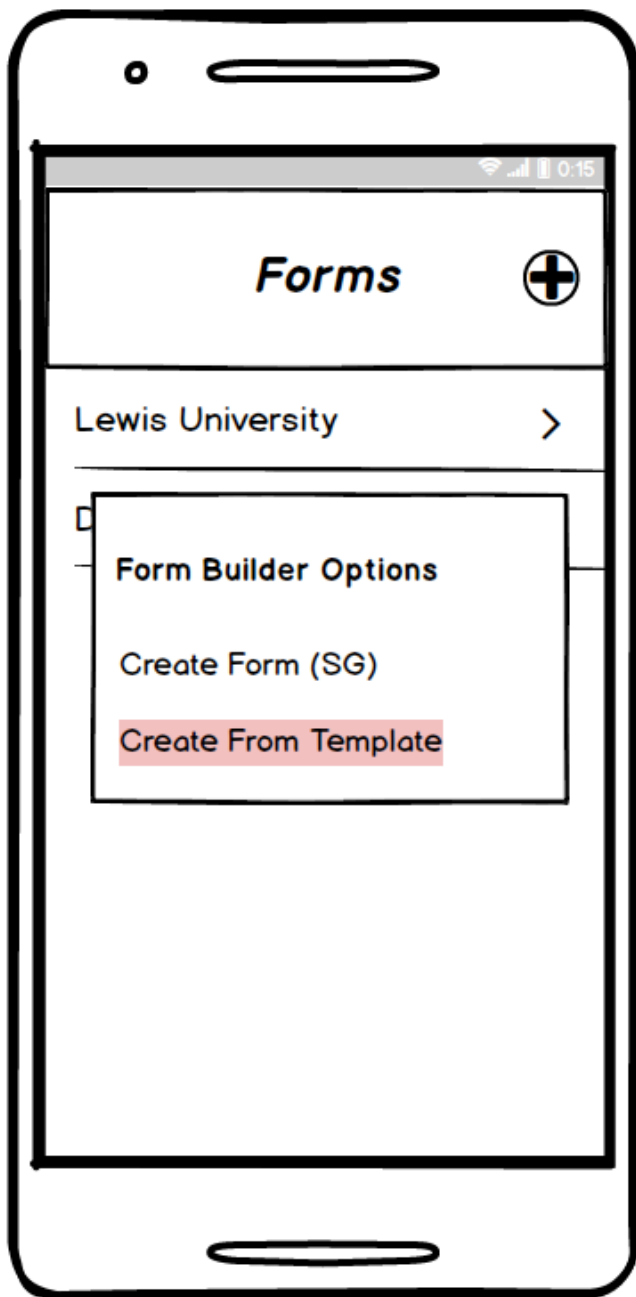 0:15
Forms
Lewis University
D
Form Builder Options
Create Form (SG)
Create From Template